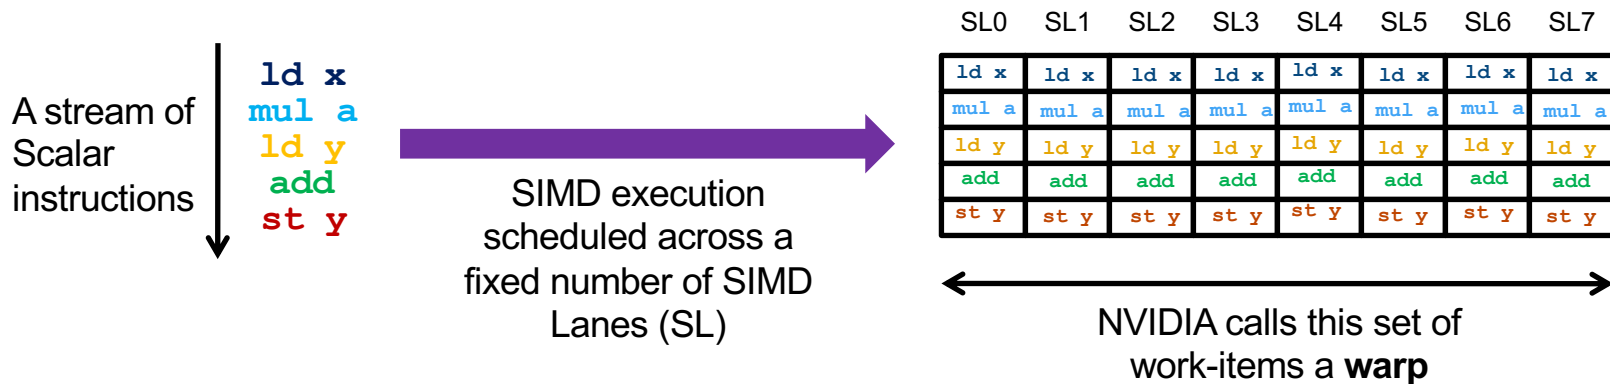 A stream of
Scalar
instructions
ld x
mul a
ld y
add
st y
SIMD execution
scheduled across a
fixed number of SIMD
Lanes (SL)
SL0 SL1 SL2 SL3 SL4 SL5 SL6 SL7
ld x ld x ld x ld x ld x ld x ld x ld x
mul a mul a mul a mul a mul a mul a mul a mul a
ld y ld y ld y ld y ld y ld y ld y ld y
add add add add add add add add
st y st y st y st y st y st y st y st y
NVIDIA calls this set of
work-items a warp